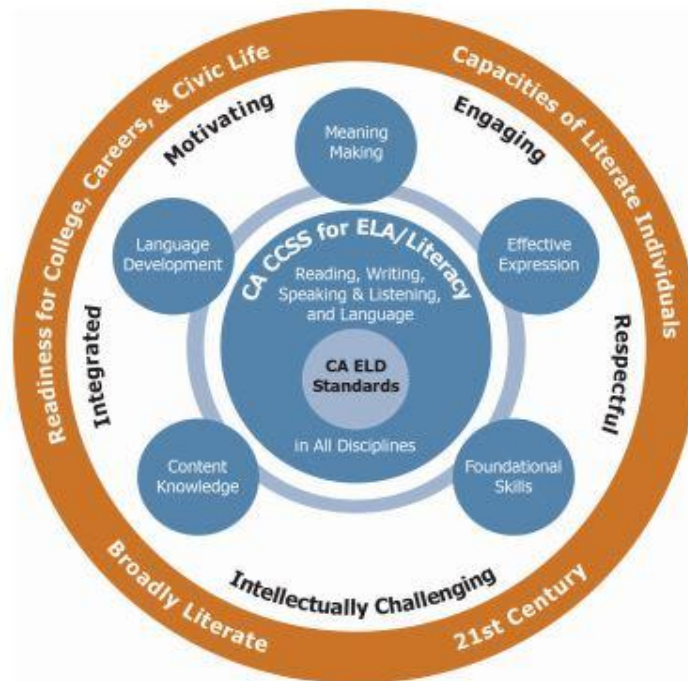 Readiness for College, Careers, & Civic Life
Capacities of Literate Individuals
Motivating
Engaging
Meaning
Making
Language
Development
Effective
Expression
CA CCSS for ELA/Literacy
Reading, Writing,
Speaking & Listening,
and Language
CA ELD
Standards
in All Disciplines
Integrated
Respectful
Content
Knowledge
Foundational
Skills
Intellectually Challenging
Broadly Literate
21st Century